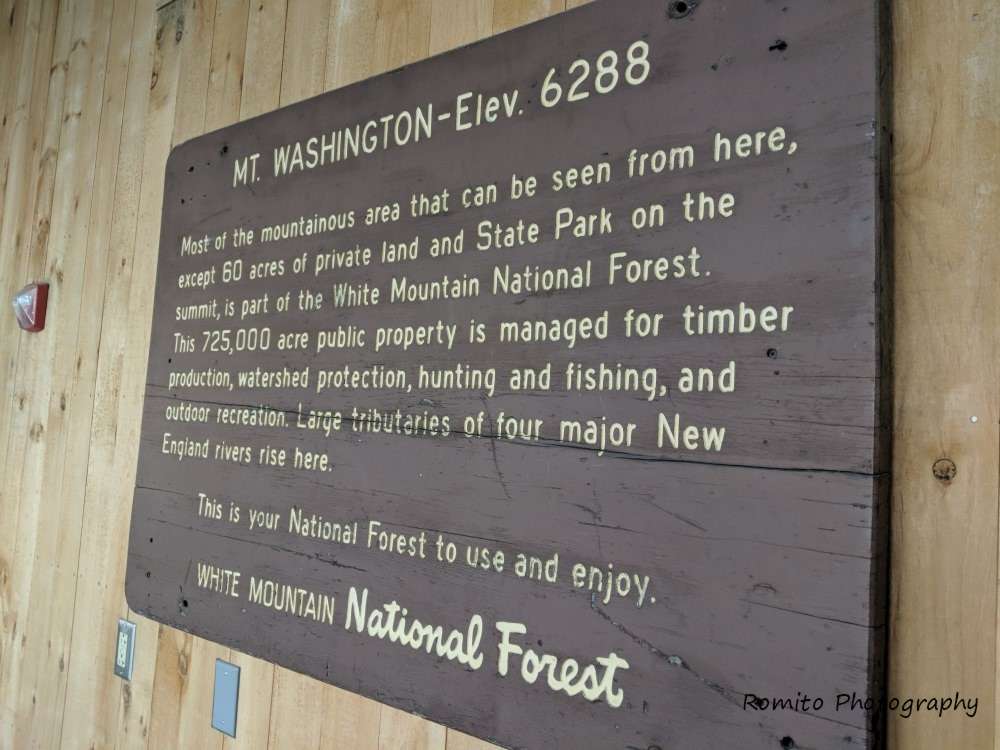 MT. WASHINGTON-Elev. 6288
Most of the mountainous area that can be seen from here,
except 60 acres of private land and State Park on the
summit, is part of the White Mountain National Forest.
This 725,000 acre public property is managed for timber
production, watershed protection, hunting and fishing, and
outdoor recreation. Large tributaries of four major New
England rivers rise here.
This is your National Forest to use and enjoy.
WHITE MOUNTAIN National Forest
Romito Photography